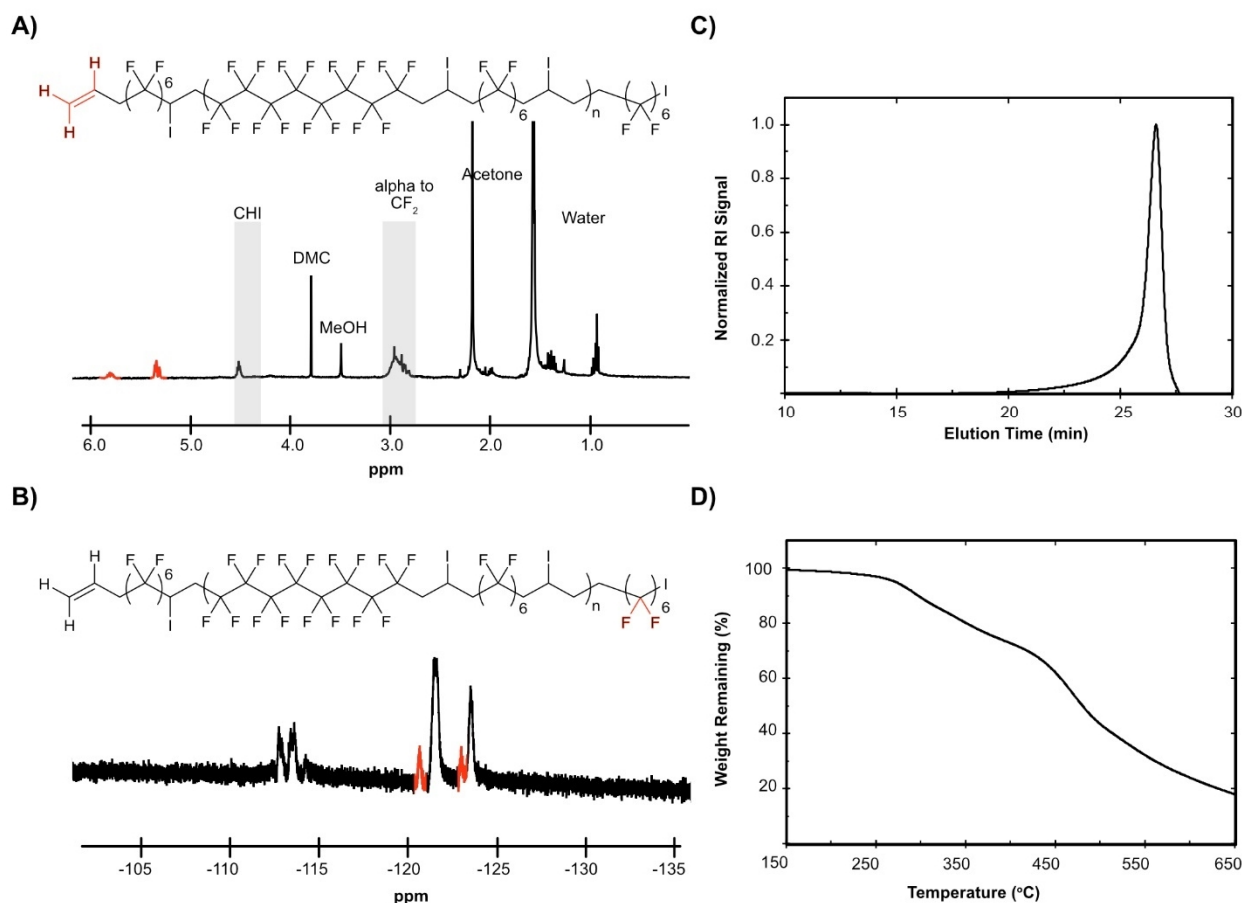 A)
H
H
H
F F
6
I
F F F F F F F F
F F F F F F F F
I
F F
6
I
n
F F
6
I
CHI
DMC
MeOH
alpha to
CF2
Acetone
Water
6.0 5.0 4.0 3.0 2.0 1.0
ppm
B)
H
H
H
F F
6
I
F F F F F F F F
F F F F F F F F
I
F F
6
I
n
F F
6
I
-105 -110 -115 -120 -125 -130 -135
ppm
C)
Normalized RI Signal
1.0
0.8
0.6
0.4
0.2
10 15 20 25 30
Elution Time (min)
D)
Weight Remaining (%)
100
80
60
40
20
150 250 350 450 550 650
Temperature (°C)